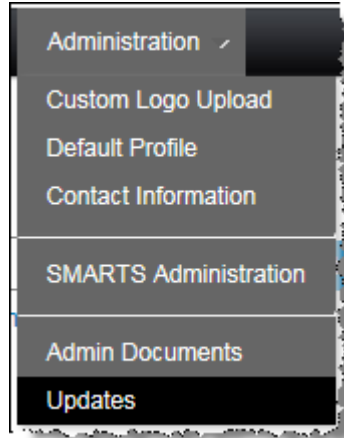 Administration
Custom Logo Upload
Default Profile
Contact Information
SMARTS Administration
Admin Documents
Updates